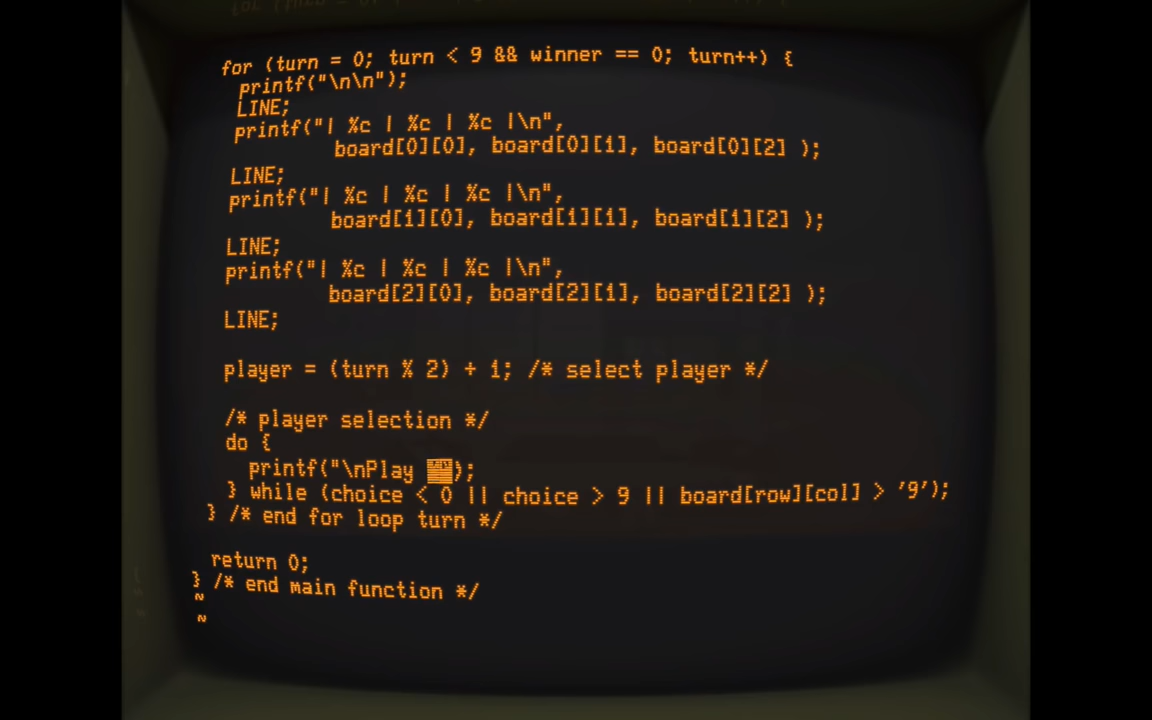 for (turn = 0; turn < 9 && winner == 0; turn++) {
printf("\n\n");
LINE;
printf("| %c | %c | %c |\n",
board[0][0], board[0][1], board[0][2] );
LINE;
printf("| %c | %c | %c |\n",
board[1][0], board[1][1], board[1][2] );
LINE;
printf("| %c | %c | %c |\n",
board[2][0], board[2][1], board[2][2] );
LINE;
player = (turn % 2) + 1; /* select player */
/* player selection */
do {
printf("\nPlay );
} while (choice < 0 || choice > 9 || board[row][col] > '9');
} /* end for loop turn */
return 0;
} /* end main function */
~
~